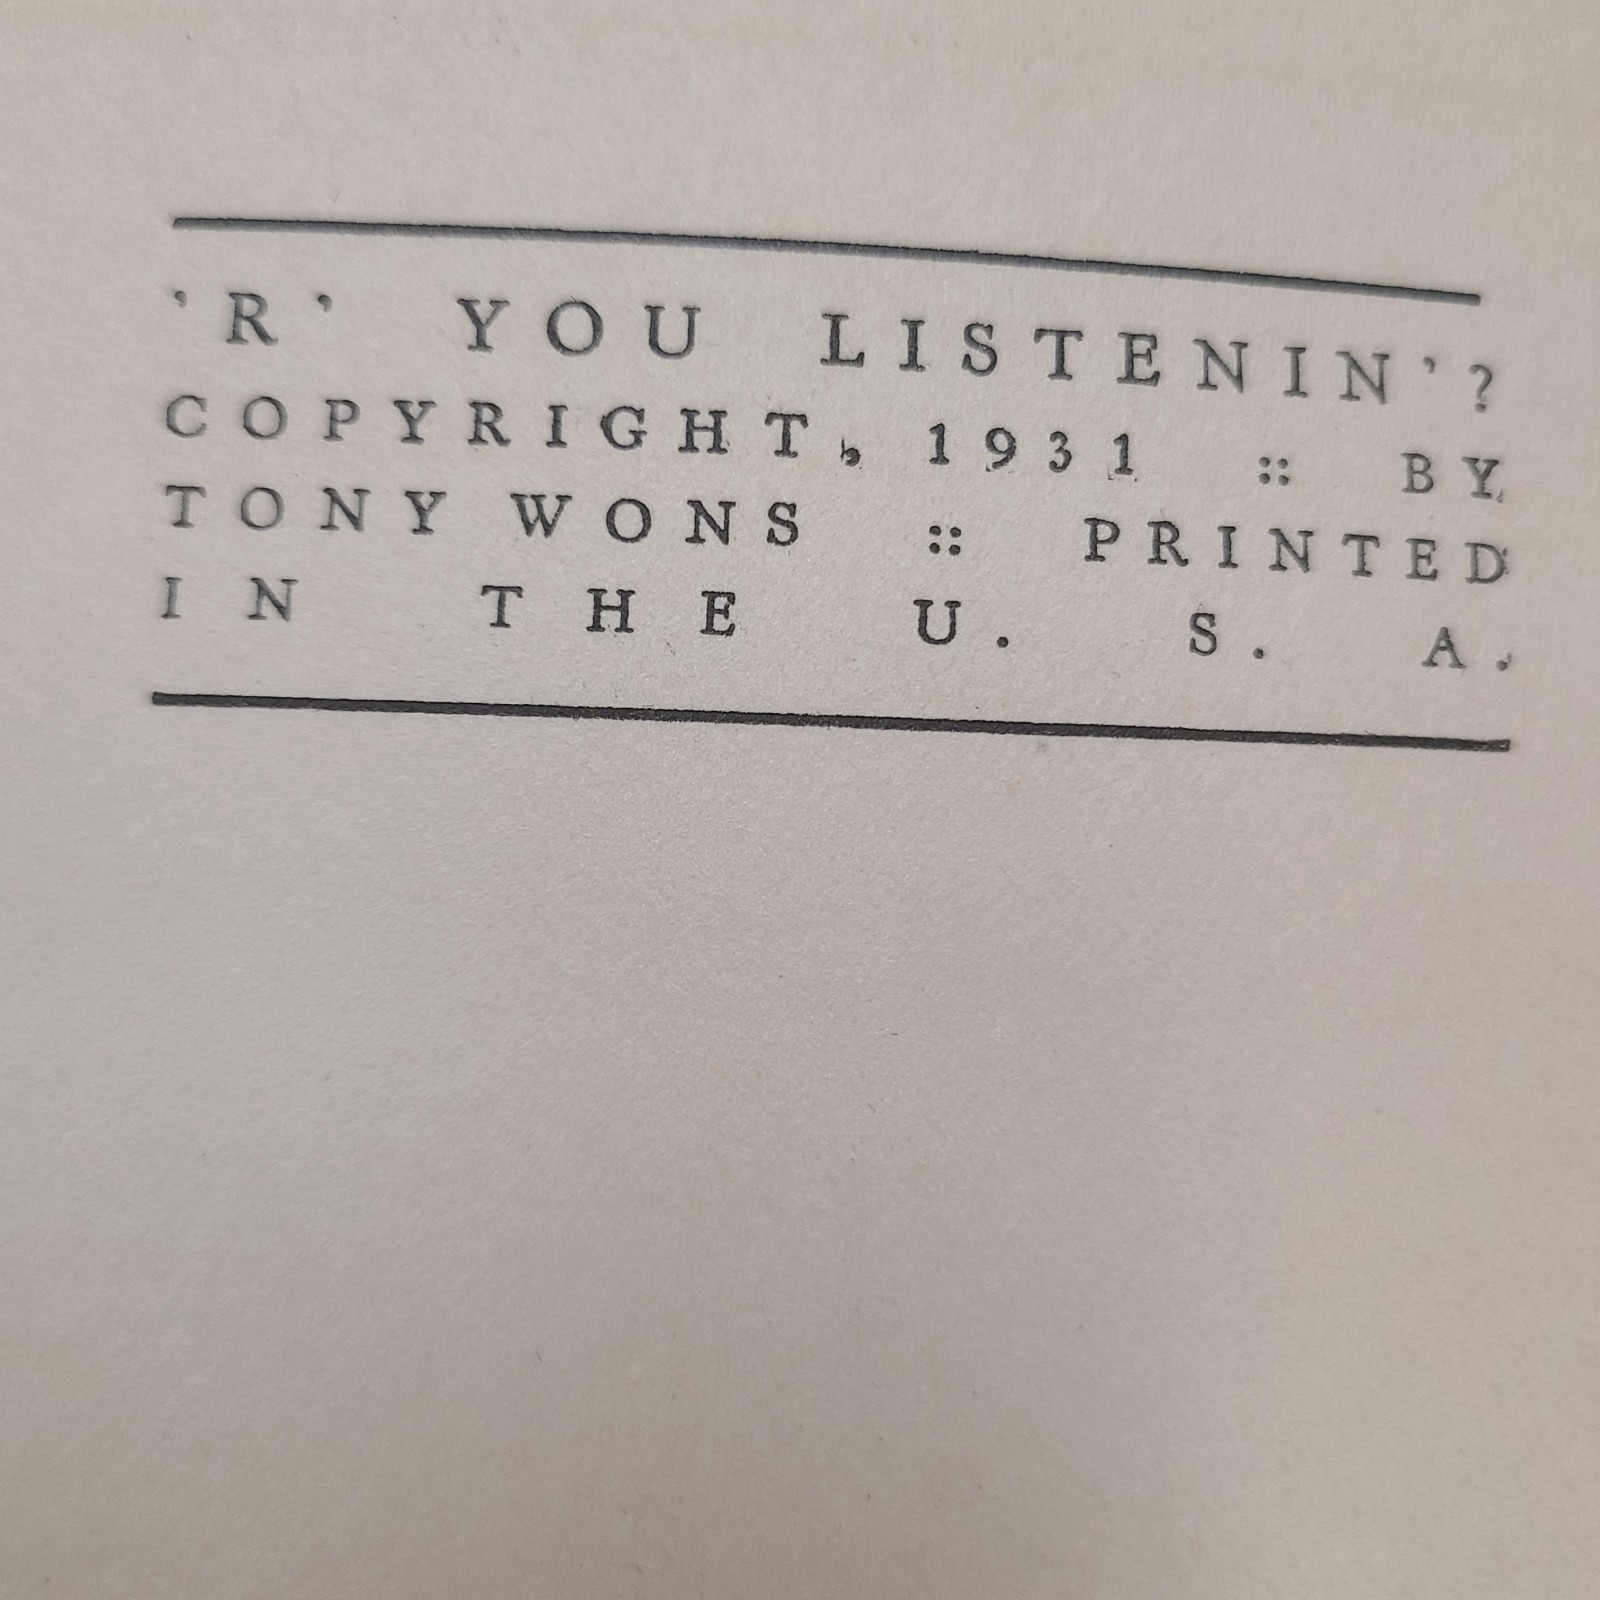 'R' YOU LISTENIN'?
COPYRIGHT, 1931 :: BY
TONY WONS :: PRINTED
IN THE U. S. A.